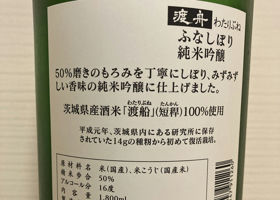 渡舟 わたりぶね
ふなしぼり
純米吟醸
50%磨きのもろみを丁寧にしぼり、みずみず
しい香味の純米吟醸に仕上げました。
わたりぶね たんかん
茨城県産酒米「渡船」(短稈)100%使用
平成元年、茨城県内にある研究所に保存
されていた14gの種籾から初めて復活栽培。
原材料名 米(国産)、米こうじ(国産米)
精米歩合 50%
アルコール分 16度
1,800ml